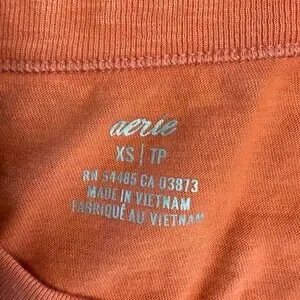 aerie
XS | TP
RN 54485 CA 03873
MADE IN VIETNAM
FABRIQUÉ AU VIETNAM